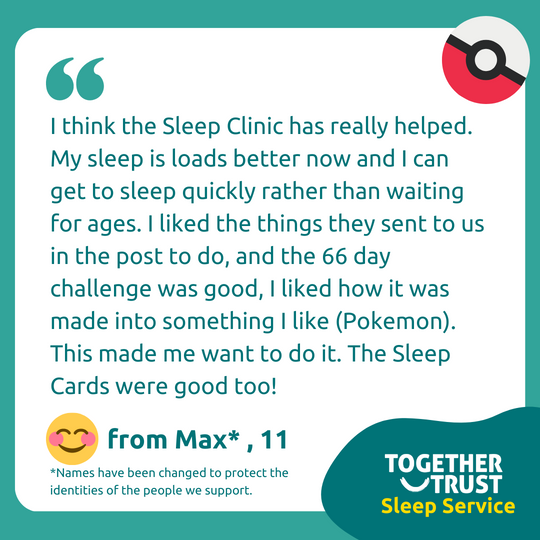 I think the Sleep Clinic has really helped.
My sleep is loads better now and I can
get to sleep quickly rather than waiting
for ages. I liked the things they sent to us
in the post to do, and the 66 day
challenge was good, I liked how it was
made into something I like (Pokemon).
This made me want to do it. The Sleep
Cards were good too!
from Max* , 11
*Names have been changed to protect the
identities of the people we support.
TOGETHER
TRUST
Sleep Service